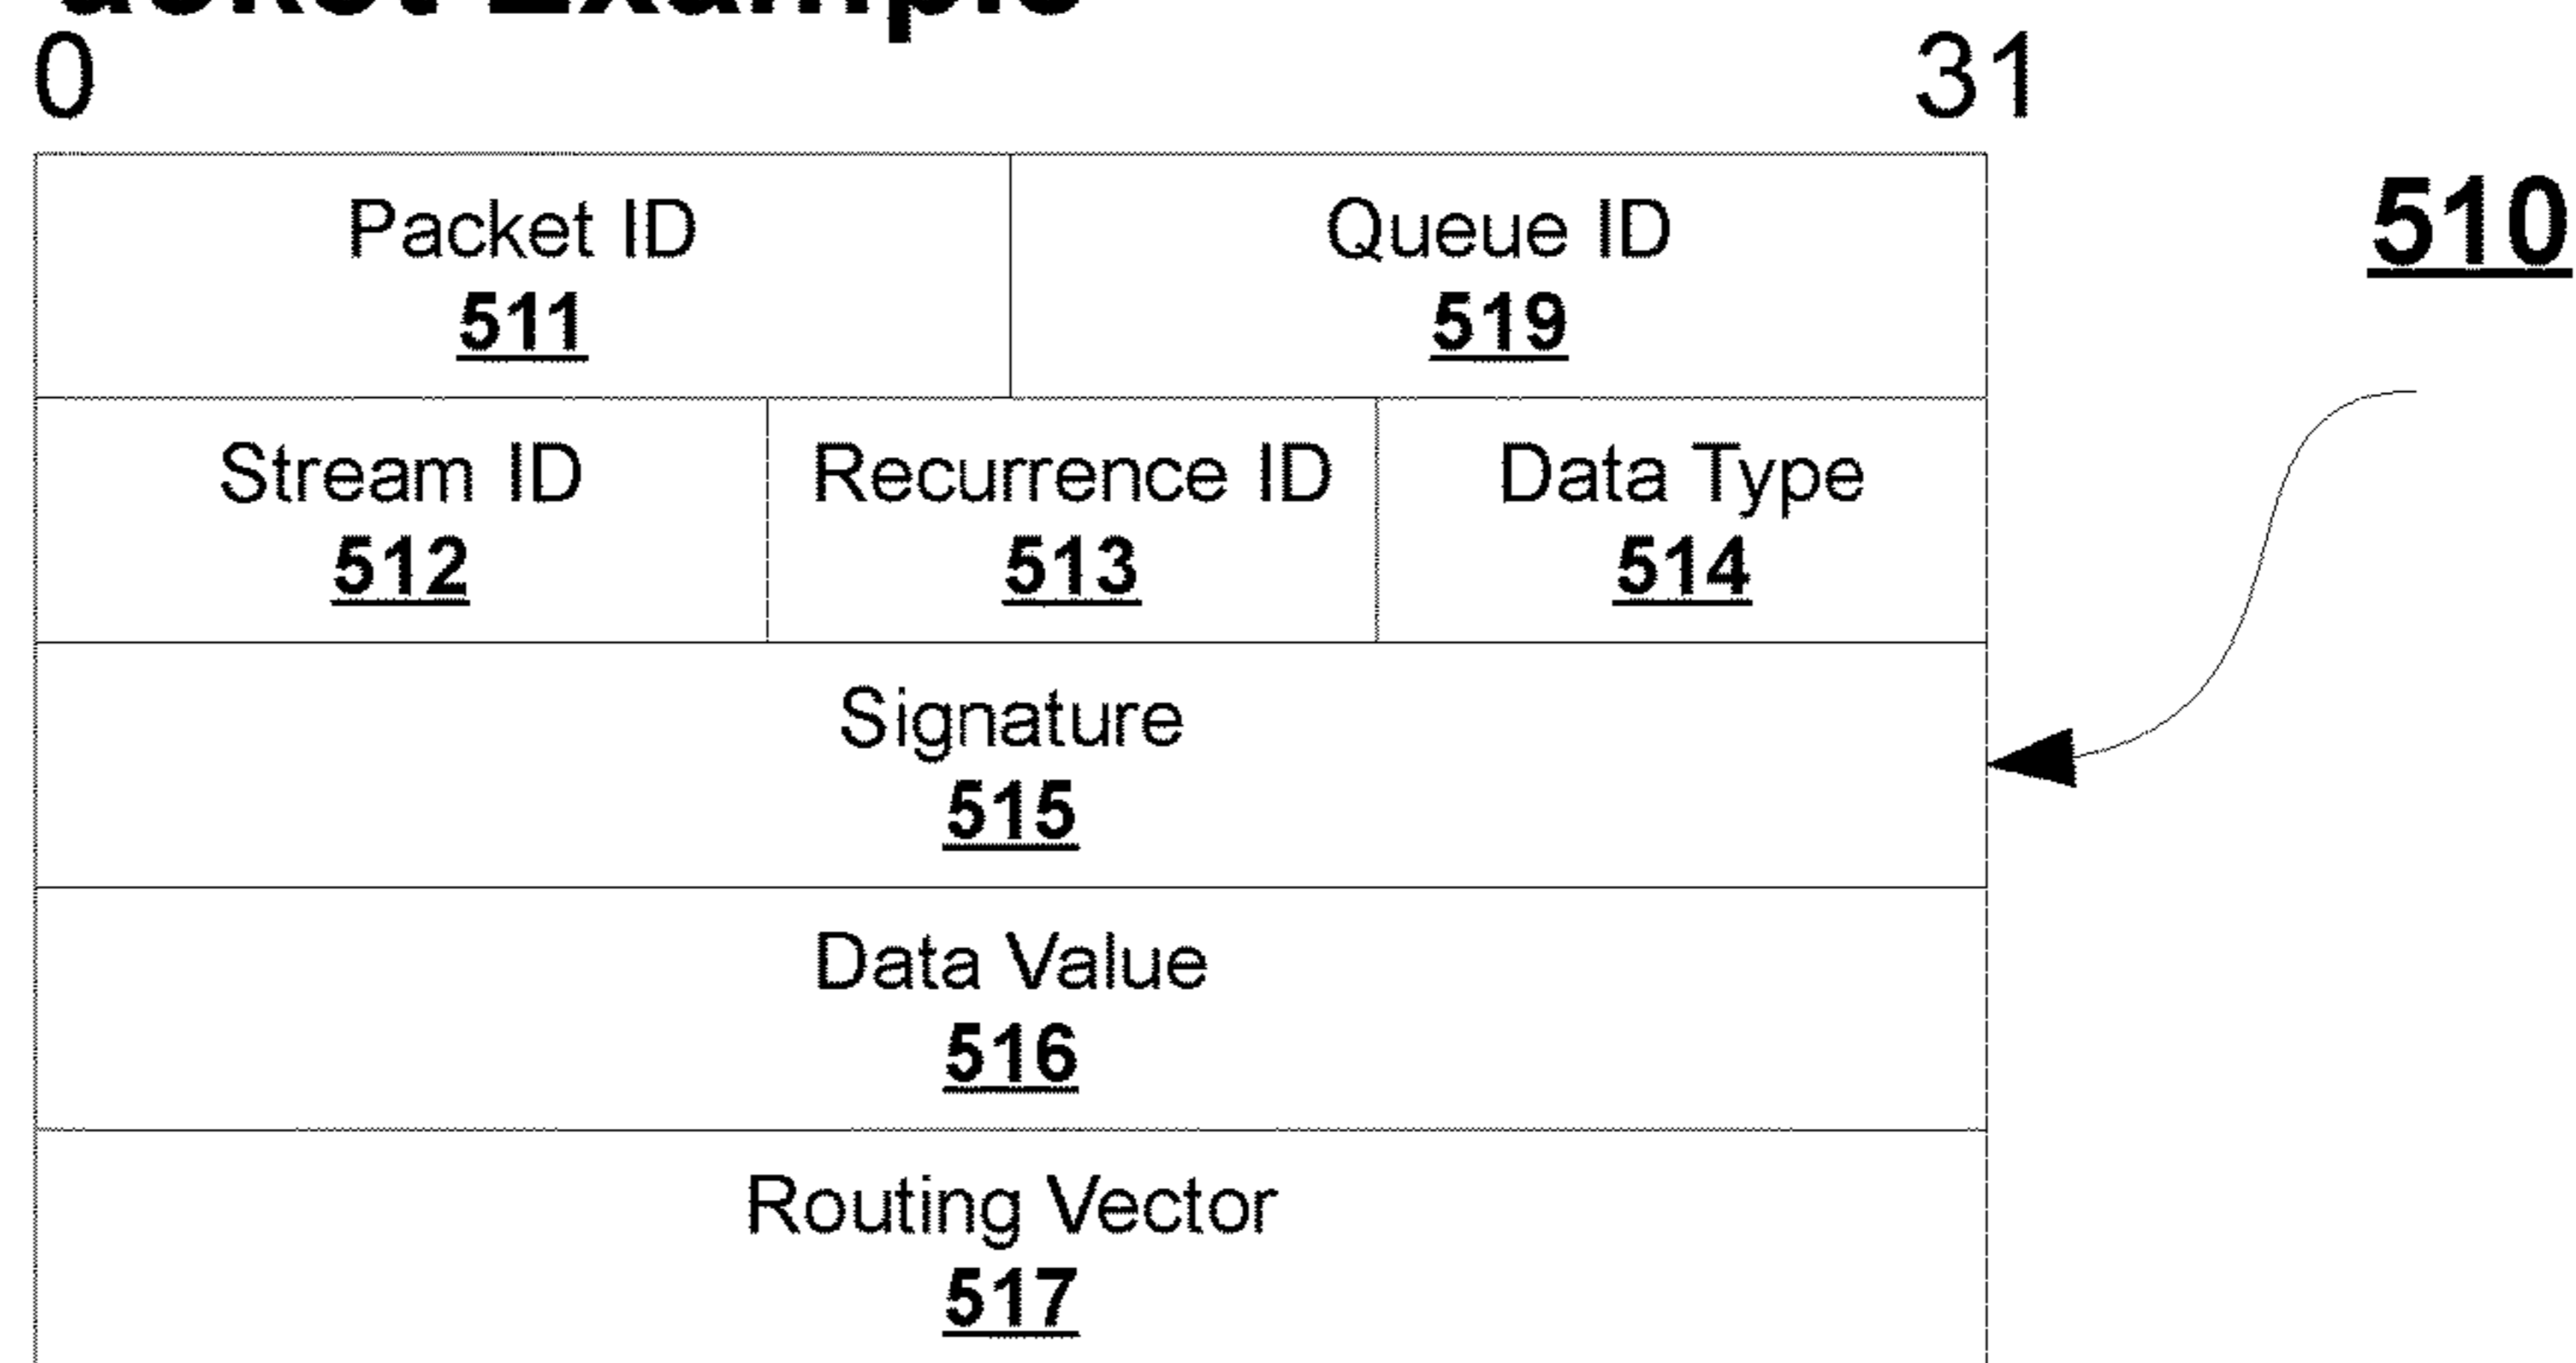 Example
0 31
Packet ID Queue ID 510
511 519
Stream ID Recurrence ID Data Type
512 513 514
Signature
515
Data Value
516
Routing Vector
517